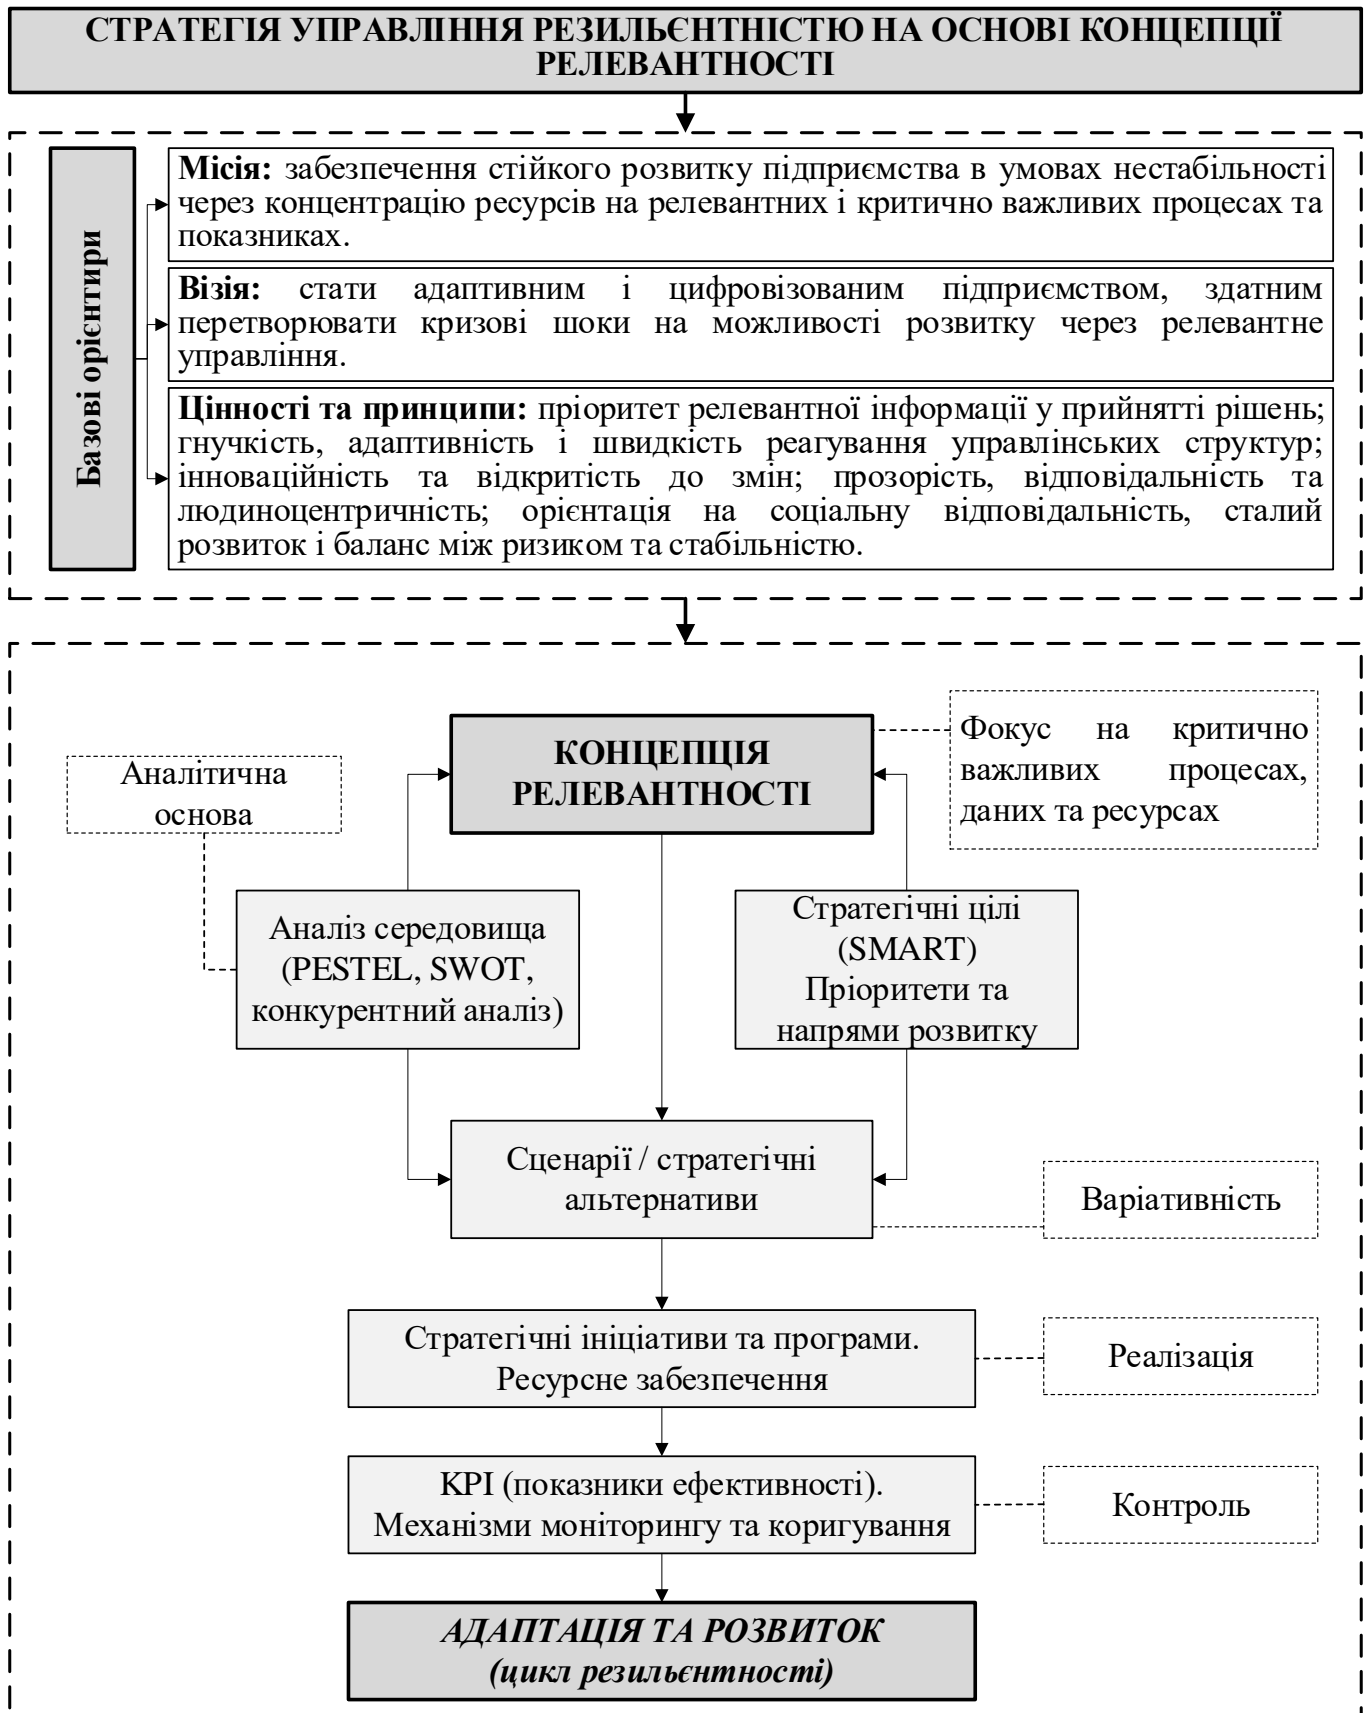 СТРАТЕГІЯ УПРАВЛІННЯ РЕЗИЛЬЄНТНІСТЮ НА ОСНОВІ КОНЦЕПЦІЇ
РЕЛЕВАНТНОСТІ
Базові орієнтири
Місія: забезпечення стійкого розвитку підприємства в умовах нестабільності
через концентрацію ресурсів на релевантних і критично важливих процесах та
показниках.
Візія: стати адаптивним і цифровізованим підприємством, здатним
перетворювати кризові шоки на можливості розвитку через релевантне
управління.
Цінності та принципи: пріоритет релевантної інформації у прийнятті рішень;
гнучкість, адаптивність і швидкість реагування управлінських структур;
інноваційність та відкритість до змін; прозорість, відповідальність та
людиноцентричність; орієнтація на соціальну відповідальність, сталий
розвиток і баланс між ризиком та стабільністю.
КОНЦЕПЦІЯ
РЕЛЕВАНТНОСТІ
Фокус на критично
важливих процесах,
даних та ресурсах
Аналітична
основа
Аналіз середовища
(PESTEL, SWOT,
конкурентний аналіз)
Стратегічні цілі
(SMART)
Пріоритети та
напрями розвитку
Сценарії / стратегічні
альтернативи
Варіативність
Стратегічні ініціативи та програми.
Ресурсне забезпечення
Реалізація
KPI (показники ефективності).
Механізми моніторингу та коригування
Контроль
АДАПТАЦІЯ ТА РОЗВИТОК
(цикл резильєнтності)